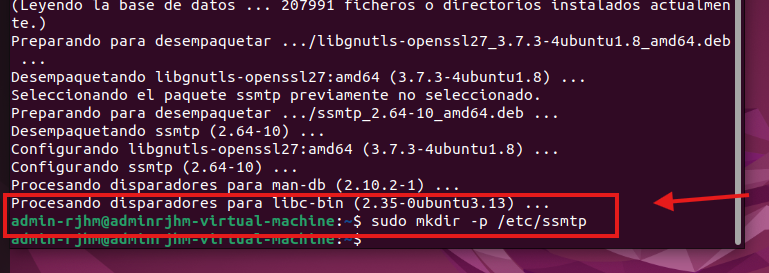 (Leyendo la base de datos ... 207991 ficheros o directorios instalados actualmen
te.)
Preparando para desempaquetar .../libgnutls-openssl27_3.7.3-4ubuntu1.8_amd64.deb
...
Desempaquetando libgnutls-openssl27:amd64 (3.7.3-4ubuntu1.8) ...
Seleccionando el paquete ssmtp previamente no seleccionado.
Preparando para desempaquetar .../ssmtp_2.64-10_amd64.deb ...
Desempaquetando ssmtp (2.64-10) ...
Configurando libgnutls-openssl27:amd64 (3.7.3-4ubuntu1.8) ...
Configurando ssmtp (2.64-10) ...
Procesando disparadores para man-db (2.10.2-1) ...
Procesando disparadores para libc-bin (2.35-0ubuntu3.13) ...
admin-rjhm@adminrjhm-virtual-machine:~$ sudo mkdir -p /etc/ssmtp
admin-rjhm@adminrjhm-virtual-machine:~$